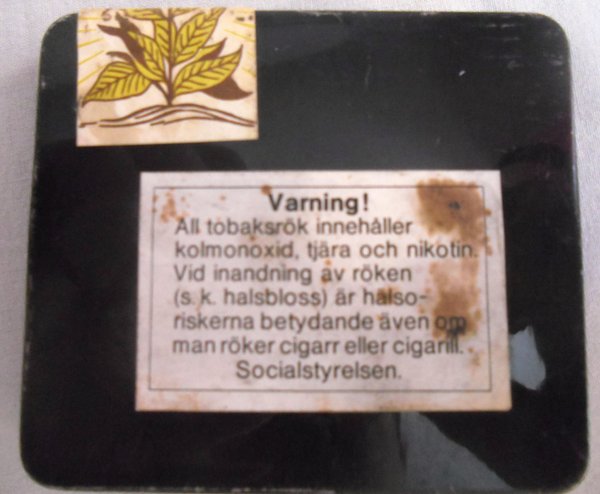 Varning!
All tobaksrök innehåller
kolmonoxid, tjära och nikotin.
Vid inandning av röken
(s. k. halsbloss) är hälso-
riskerna betydande även om
man röker cigarr eller cigarill.
Socialstyrelsen.